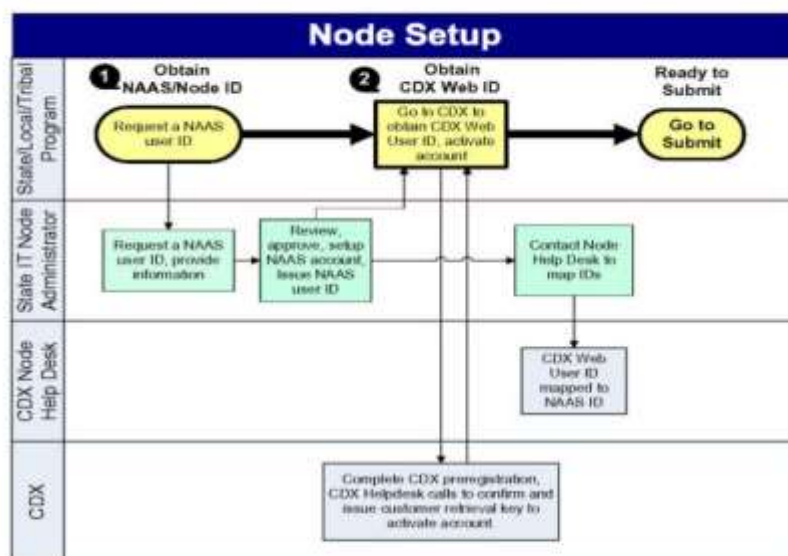 Node Setup
State/Local/Tribal
Program
1
Obtain
NAAS/Node ID
2
Obtain
CDX Web ID
Ready to
Submit
Request a NAAS
user ID
Go to CDX to
obtain CDX Web
User ID, activate
account
Go to
Submit
State IT Node
Administrator
Request a NAAS
user ID, provide
information
Review,
approve, setup
NAAS account,
Issue NAAS
user ID
Contact Node
Help Desk to
map IDs
CDX Node
Help Desk
CDX Web
User ID
mapped to
NAAS ID
CDX
Complete CDX preregistration,
CDX Helpdesk calls to confirm and
issue customer retrieval key to
activate account